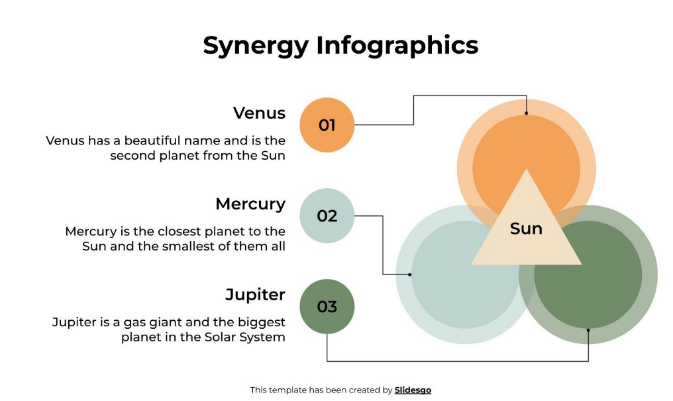 Synergy Infographics
Venus
Venus has a beautiful name and is the
second planet from the Sun
01
Mercury
Mercury is the closest planet to the
Sun and the smallest of them all
02
Jupiter
Jupiter is a gas giant and the biggest
planet in the Solar System
03
Sun
This template has been created by Slidesgo